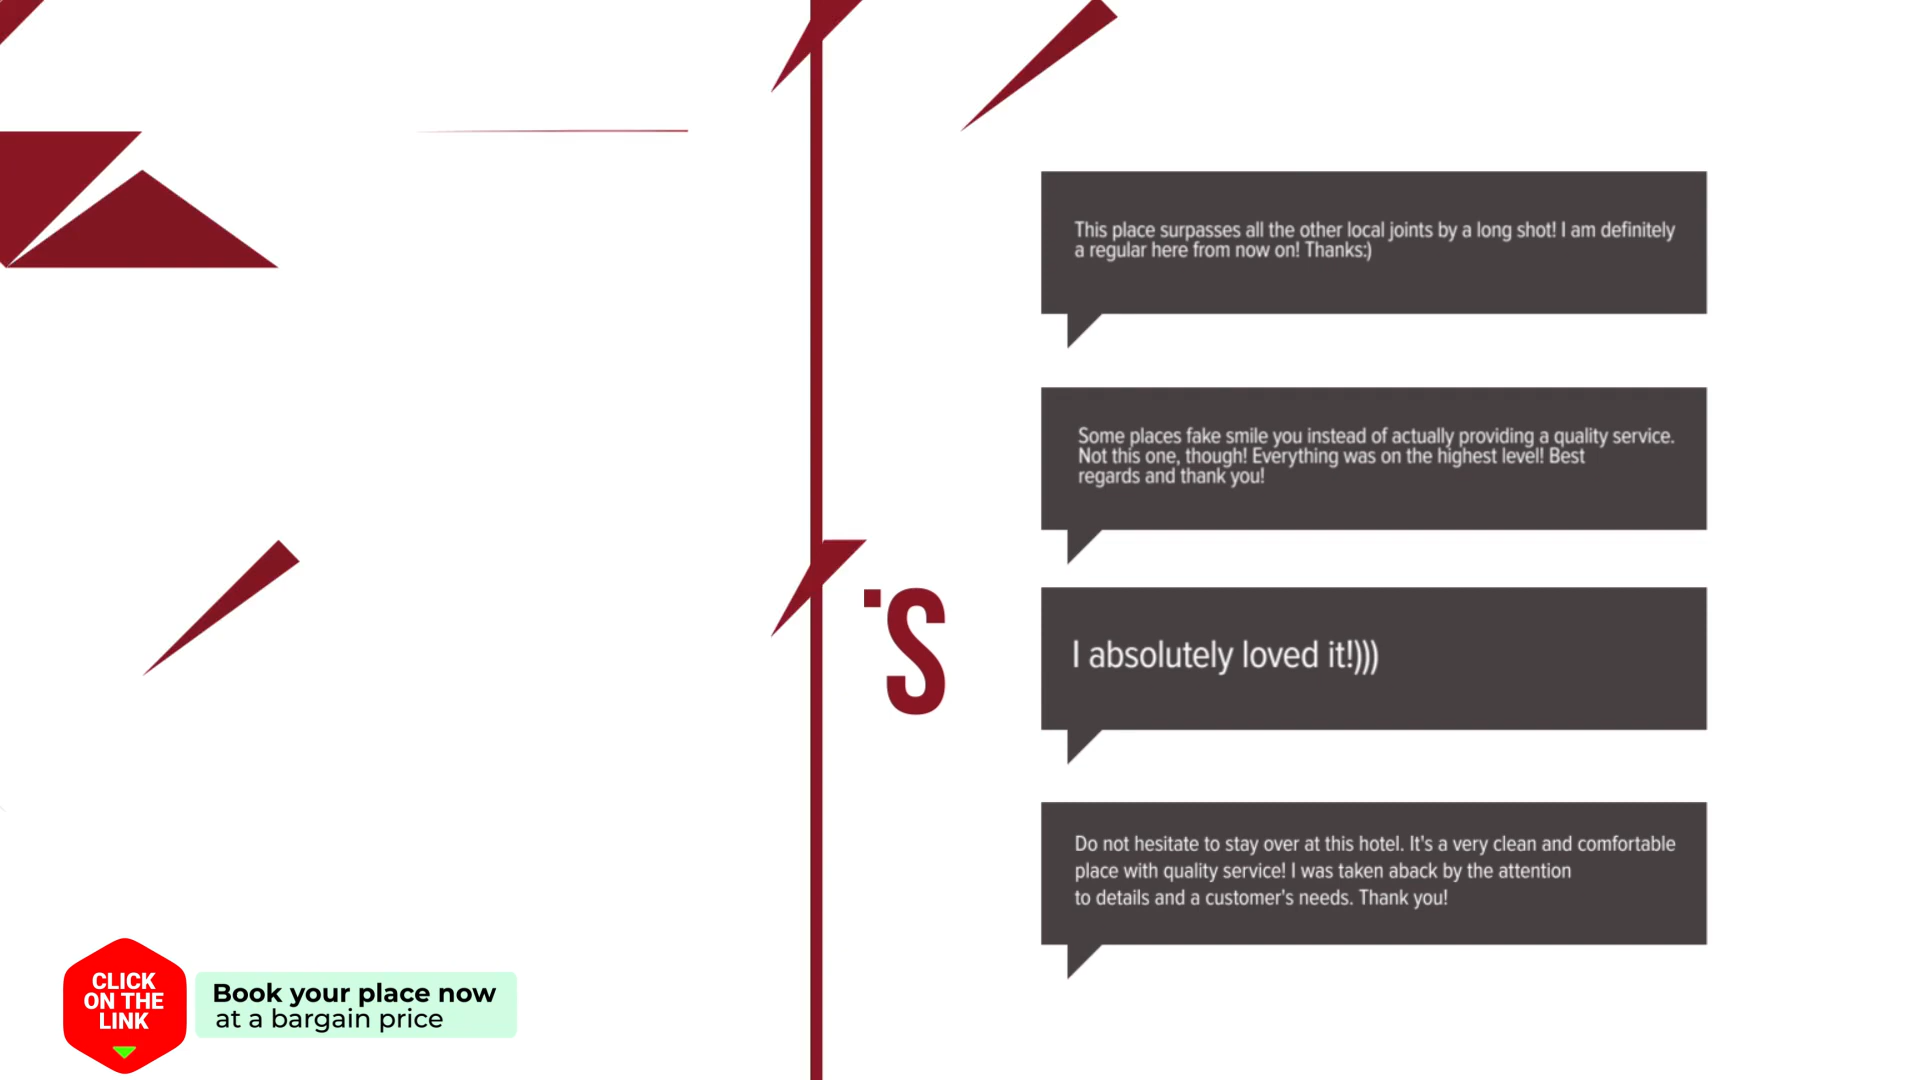 This place surpasses all the other local joints by a long shot! I am definitely
a regular here from now on! Thanks:)
Some places fake smile you instead of actually providing a quality service.
Not this one, though! Everything was on the highest level! Best
regards and thank you!
'S
I absolutely loved it!)))
Do not hesitate to stay over at this hotel. It's a very clean and comfortable
place with quality service! I was taken aback by the attention
to details and a customer's needs. Thank you!
CLICK
ON THE
LINK
Book your place now
at a bargain price